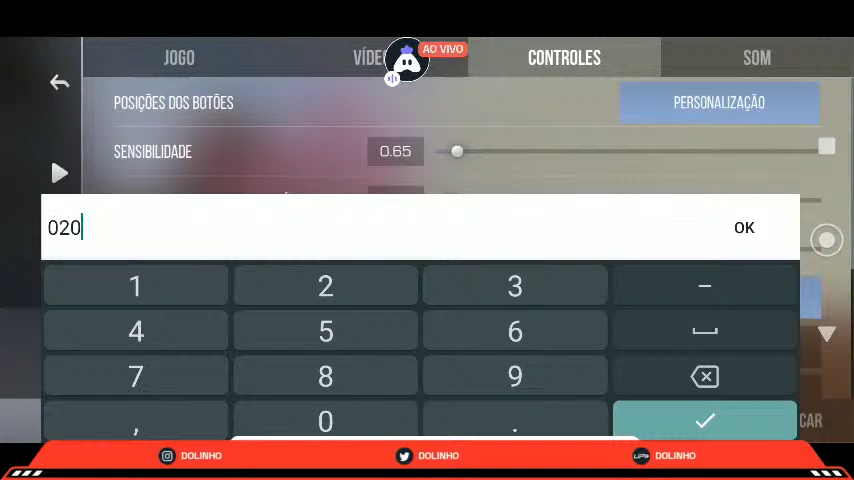 JOGO
VÍDE
AO VIVO
CONTROLES
SOM
POSIÇÕES DOS BOTÕES
PERSONALIZAÇÃO
SENSIBILIDADE
0.65
020
OK
1
2
3
–
4
5
6
7
8
9
,
0
.
CAR
DOLINHO
DOLINHO
DOLINHO